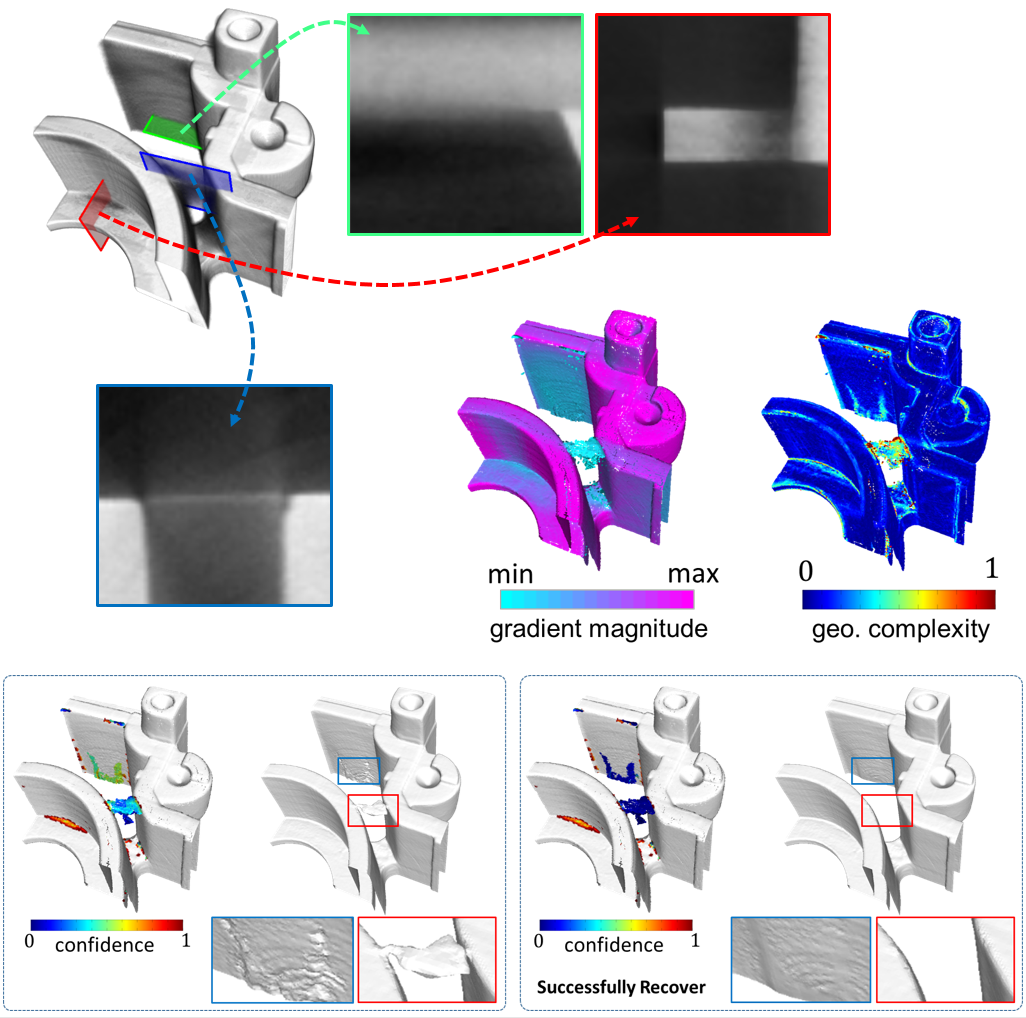 min max
gradient magnitude
0 1
geo. complexity
0 1
confidence
0 1
confidence
Successfully Recover